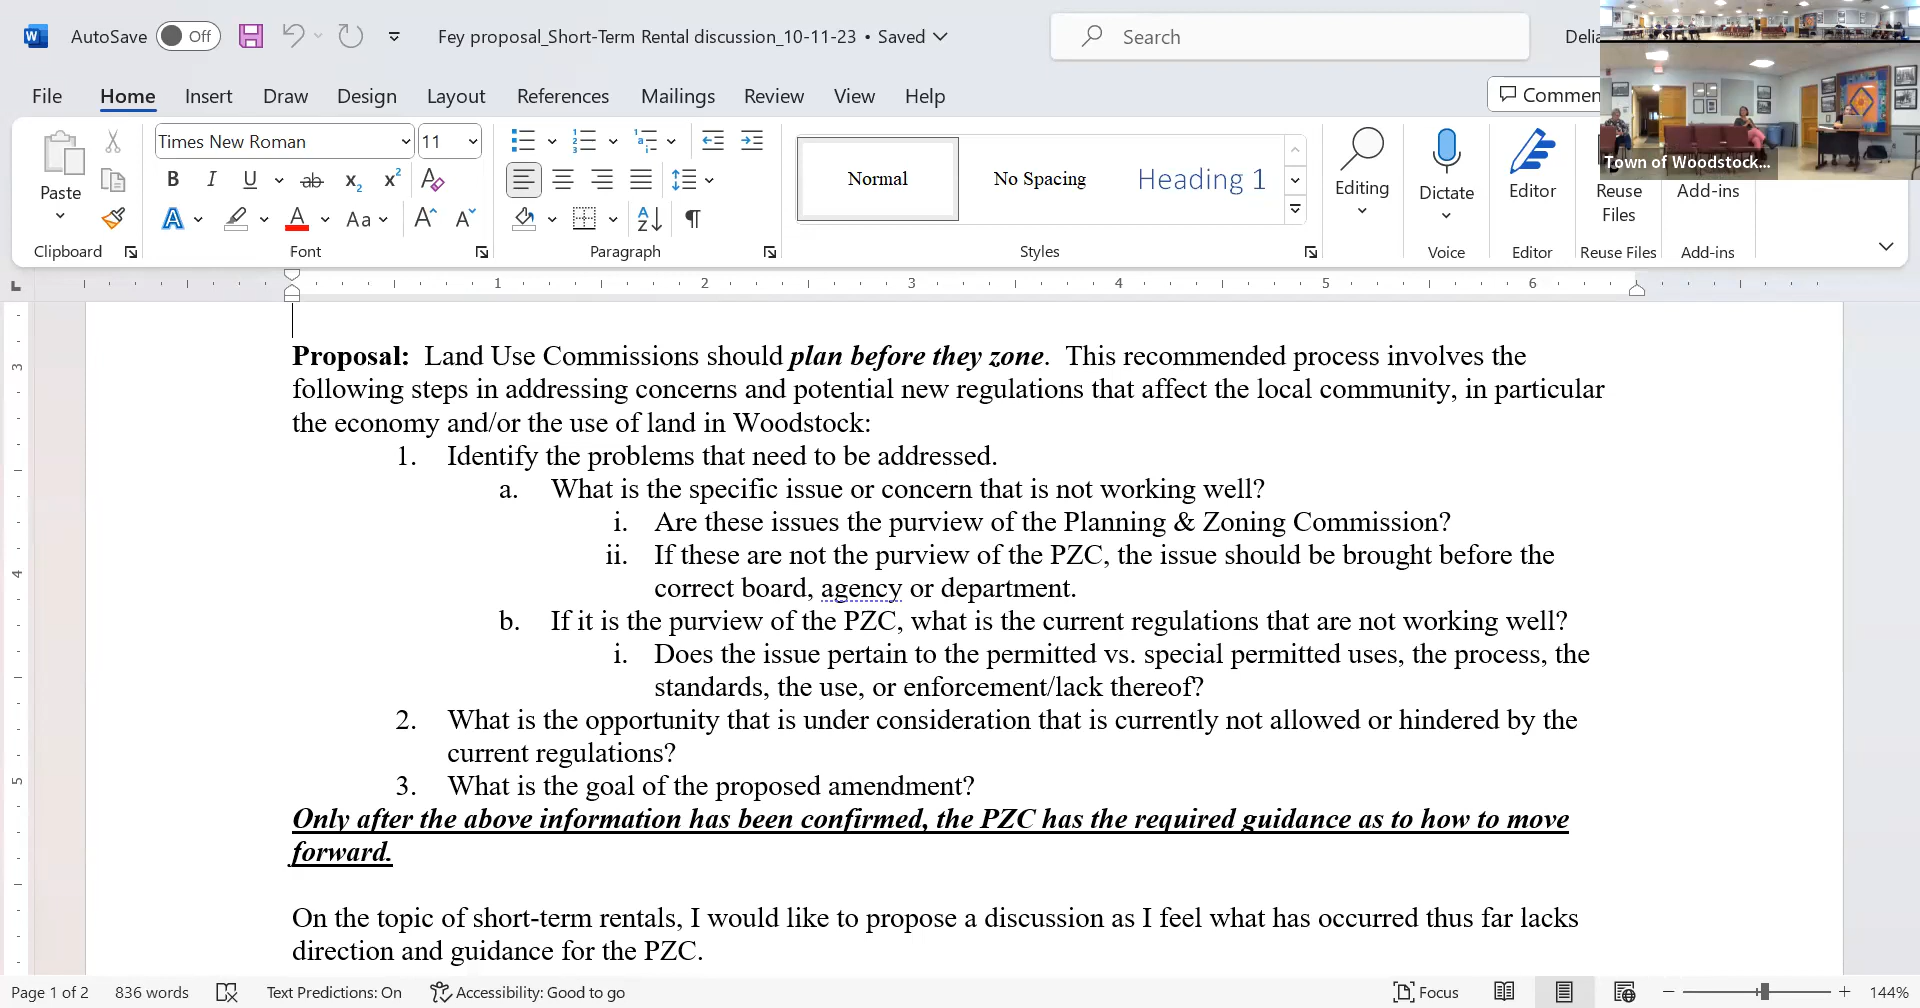 AutoSave Off Fey proposal_Short-Term Rental discussion_10-11-23 • Saved Search
File Home Insert Draw Design Layout References Mailings Review View Help
Times New Roman 11
Paste
B I U ab x₂ x² A
A A Aa A A A Z ¶
Normal No Spacing Heading 1
Editing Dictate Editor Reuse Files Add-ins
Town of Woodstock...
Clipboard Font Paragraph Styles Voice Editor Reuse Files Add-ins
1 2 3 4 5 6
Proposal: Land Use Commissions should plan before they zone. This recommended process involves the
following steps in addressing concerns and potential new regulations that affect the local community, in particular
the economy and/or the use of land in Woodstock:
1. Identify the problems that need to be addressed.
a. What is the specific issue or concern that is not working well?
i. Are these issues the purview of the Planning & Zoning Commission?
ii. If these are not the purview of the PZC, the issue should be brought before the
correct board, agency or department.
b. If it is the purview of the PZC, what is the current regulations that are not working well?
i. Does the issue pertain to the permitted vs. special permitted uses, the process, the
standards, the use, or enforcement/lack thereof?
2. What is the opportunity that is under consideration that is currently not allowed or hindered by the
current regulations?
3. What is the goal of the proposed amendment?
Only after the above information has been confirmed, the PZC has the required guidance as to how to move
forward.
On the topic of short-term rentals, I would like to propose a discussion as I feel what has occurred thus far lacks
direction and guidance for the PZC.
3
4
5
Page 1 of 2 836 words Text Predictions: On Accessibility: Good to go Focus 144%